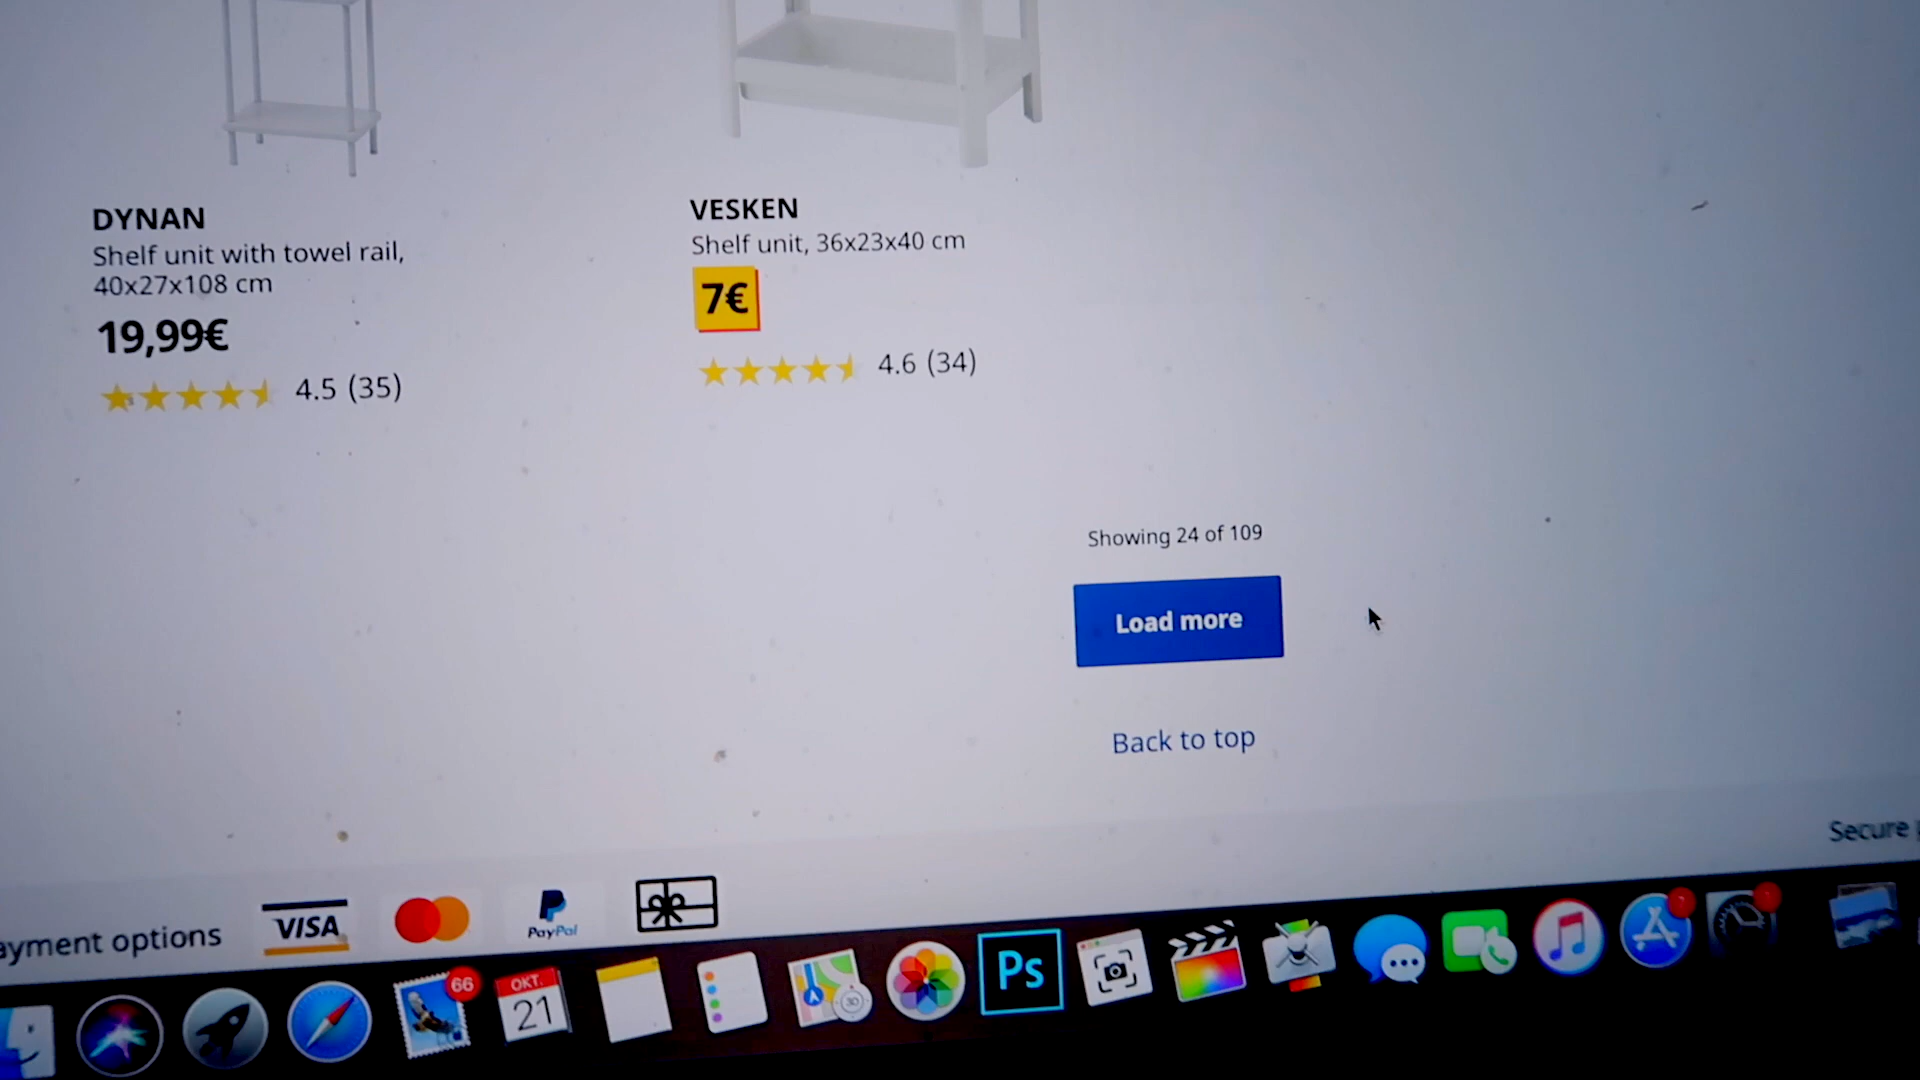 DYNAN
Shelf unit with towel rail,
40x27x108 cm
19,99€
4.5 (35)
VESKEN
Shelf unit, 36x23x40 cm
7€
4.6 (34)
Showing 24 of 109
Load more
Back to top
Secure
ayment options
VISA
PayPal
66
OKT.
21
3D
Ps